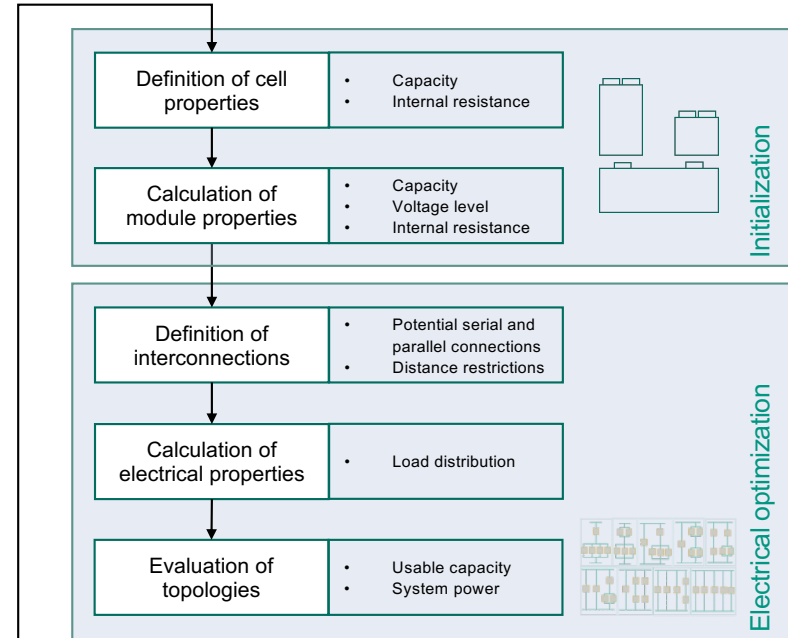 Definition of cell
properties
• Capacity
• Internal resistance
Calculation of
module properties
• Capacity
• Voltage level
• Internal resistance
Initialization
Definition of
interconnections
• Potential serial and
parallel connections
• Distance restrictions
Calculation of
electrical properties
• Load distribution
Evaluation of
topologies
• Usable capacity
• System power
Electrical optimization